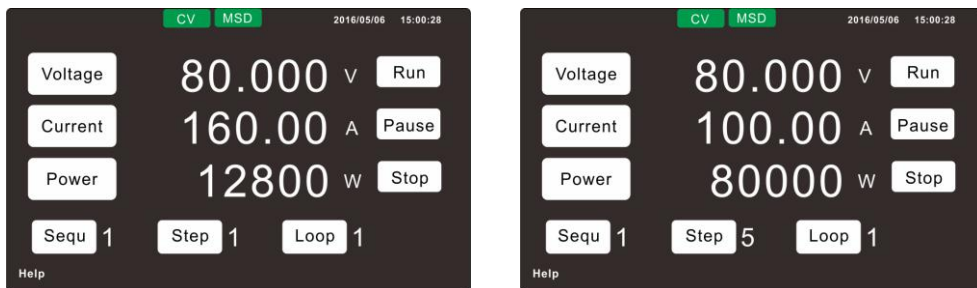 CV MSD 2016/05/06 15:00:28
Voltage 80.000 V Run
Current 160.00 A Pause
Power 12800 W Stop
Sequ 1 Step 1 Loop 1
Help
CV MSD 2016/05/06 15:00:28
Voltage 80.000 V Run
Current 100.00 A Pause
Power 80000 W Stop
Sequ 1 Step 5 Loop 1
Help